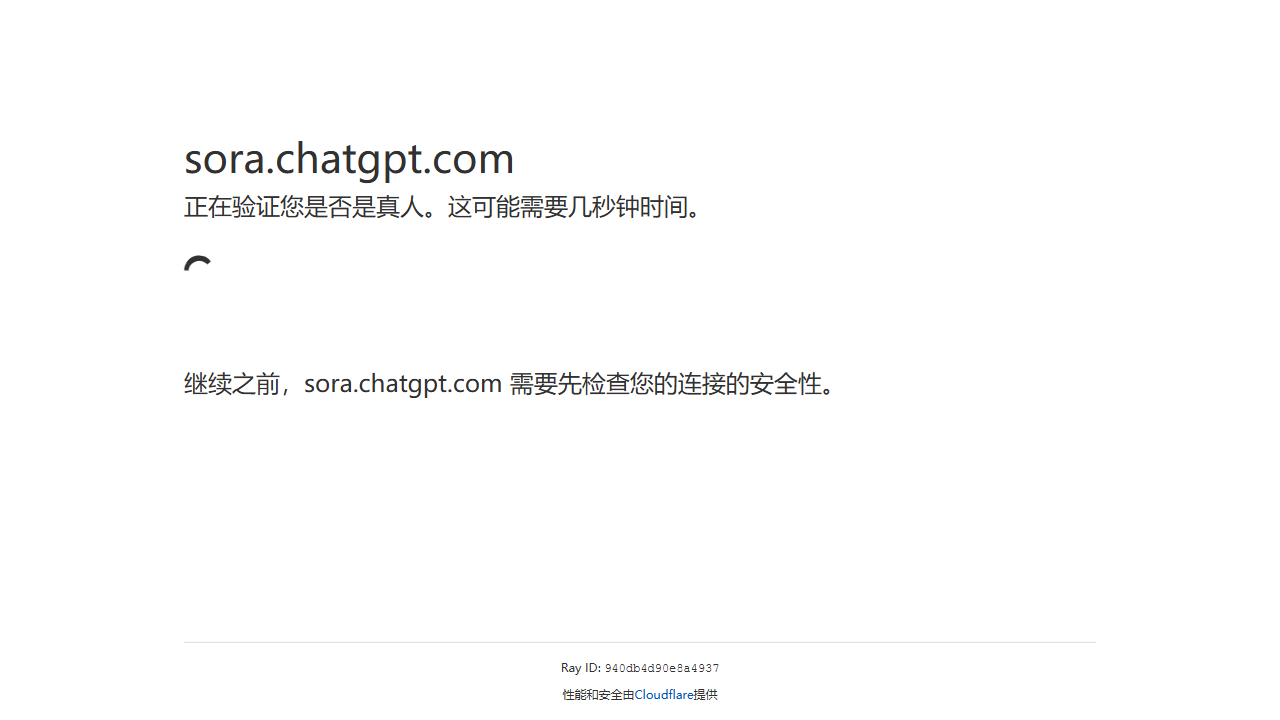 sora.chatgpt.com
正在验证您是否是真人。这可能需要几秒钟时间。
继续之前，sora.chatgpt.com 需要先检查您的连接的安全性。
Ray ID: 940db4d90e8a4937
性能和安全由Cloudflare提供